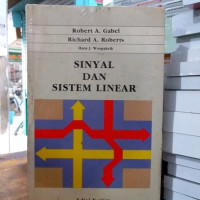 Robert A. Gabel
Richard A. Roberts
SINYAL
DAN
SISTEM LINEAR